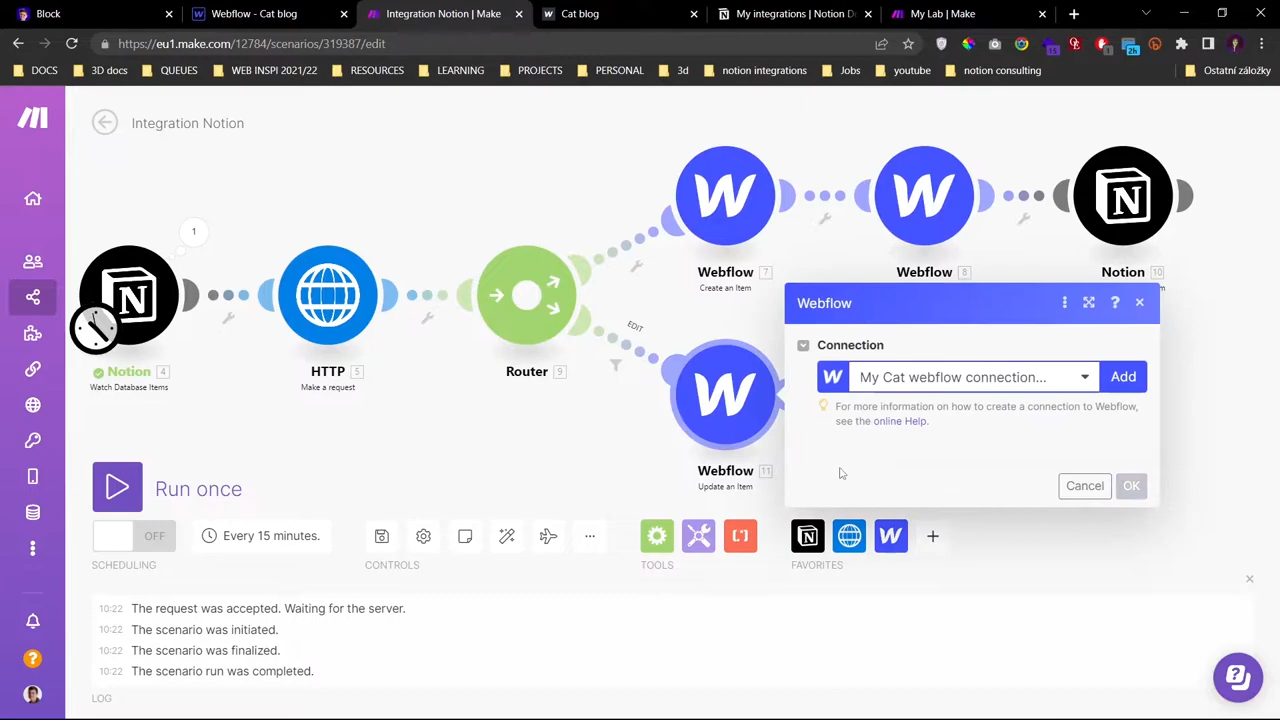 Block
Webflow - Cat blog
Integration Notion | Make
Cat blog
My integrations | Notion De
My Lab | Make
https://eu1.make.com/12784/scenarios/319387/edit
DOCS
3D docs
QUEUES
WEB INSPI 2021/22
RESOURCES
LEARNING
PROJECTS
PERSONAL
3d
notion integrations
Jobs
youtube
notion consulting
Ostatní záložky
Integration Notion
1
Notion 4
Watch Database Items
HTTP 5
Make a request
Router 9
EDIT
Webflow 7
Create an Item
Webflow 8
Notion 10
Webflow 11
Update an Item
Webflow
Connection
My Cat webflow connection...
Add
For more information on how to create a connection to Webflow,
see the online Help.
Cancel
OK
Run once
OFF
Every 15 minutes.
SCHEDULING
CONTROLS
TOOLS
FAVORITES
10:22 The request was accepted. Waiting for the server.
10:22 The scenario was initiated.
10:22 The scenario was finalized.
10:22 The scenario run was completed.
LOG